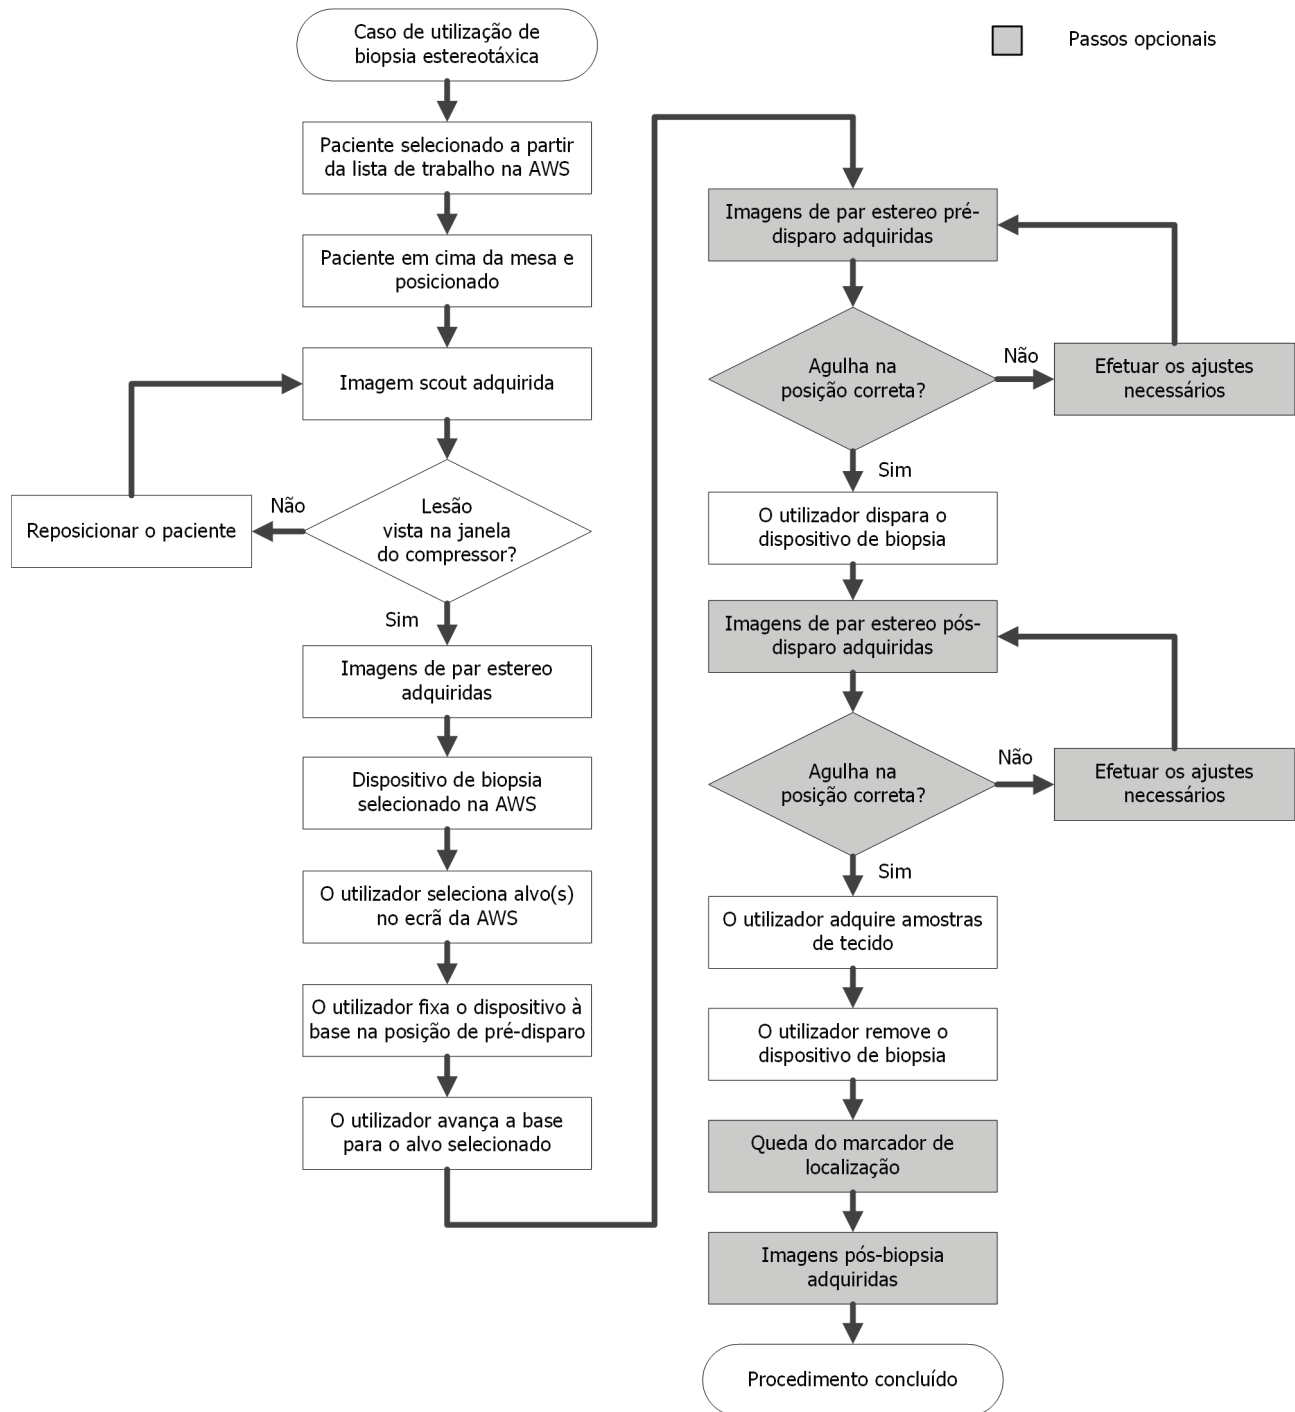 Caso de utilização de
biopsia estereotáxica
Passos opcionais
Paciente selecionado a partir
da lista de trabalho na AWS
Paciente em cima da mesa e
posicionado
Imagem scout adquirida
Lesão
vista na janela
do compressor?
Não
Reposicionar o paciente
Sim
Imagens de par estereo
adquiridas
Dispositivo de biopsia
selecionado na AWS
O utilizador seleciona alvo(s)
no ecrã da AWS
O utilizador fixa o dispositivo à
base na posição de pré-disparo
O utilizador avança a base
para o alvo selecionado
Imagens de par estereo pré-
disparo adquiridas
Agulha na
posição correta?
Não
Efetuar os ajustes
necessários
Sim
O utilizador dispara o
dispositivo de biopsia
Imagens de par estereo pós-
disparo adquiridas
Agulha na
posição correta?
Não
Efetuar os ajustes
necessários
Sim
O utilizador adquire amostras
de tecido
O utilizador remove o
dispositivo de biopsia
Queda do marcador de
localização
Imagens pós-biopsia
adquiridas
Procedimento concluído